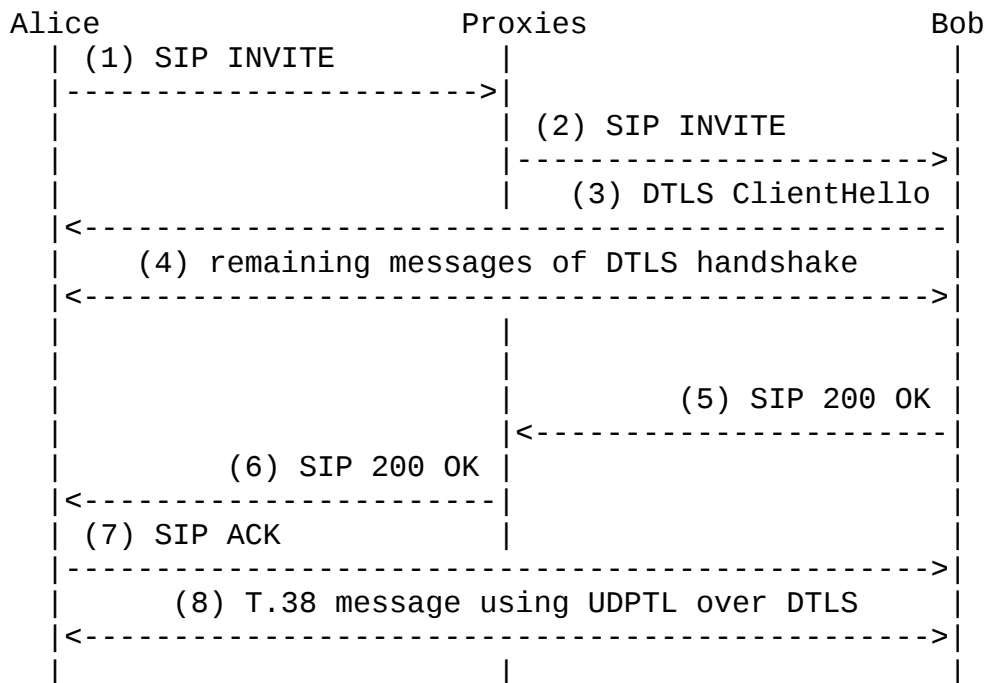 Alice Proxies Bob
(1) SIP INVITE
(2) SIP INVITE
(3) DTLS ClientHello
(4) remaining messages of DTLS handshake
(5) SIP 200 OK
(6) SIP 200 OK
(7) SIP ACK
(8) T.38 message using UDPTL over DTLS